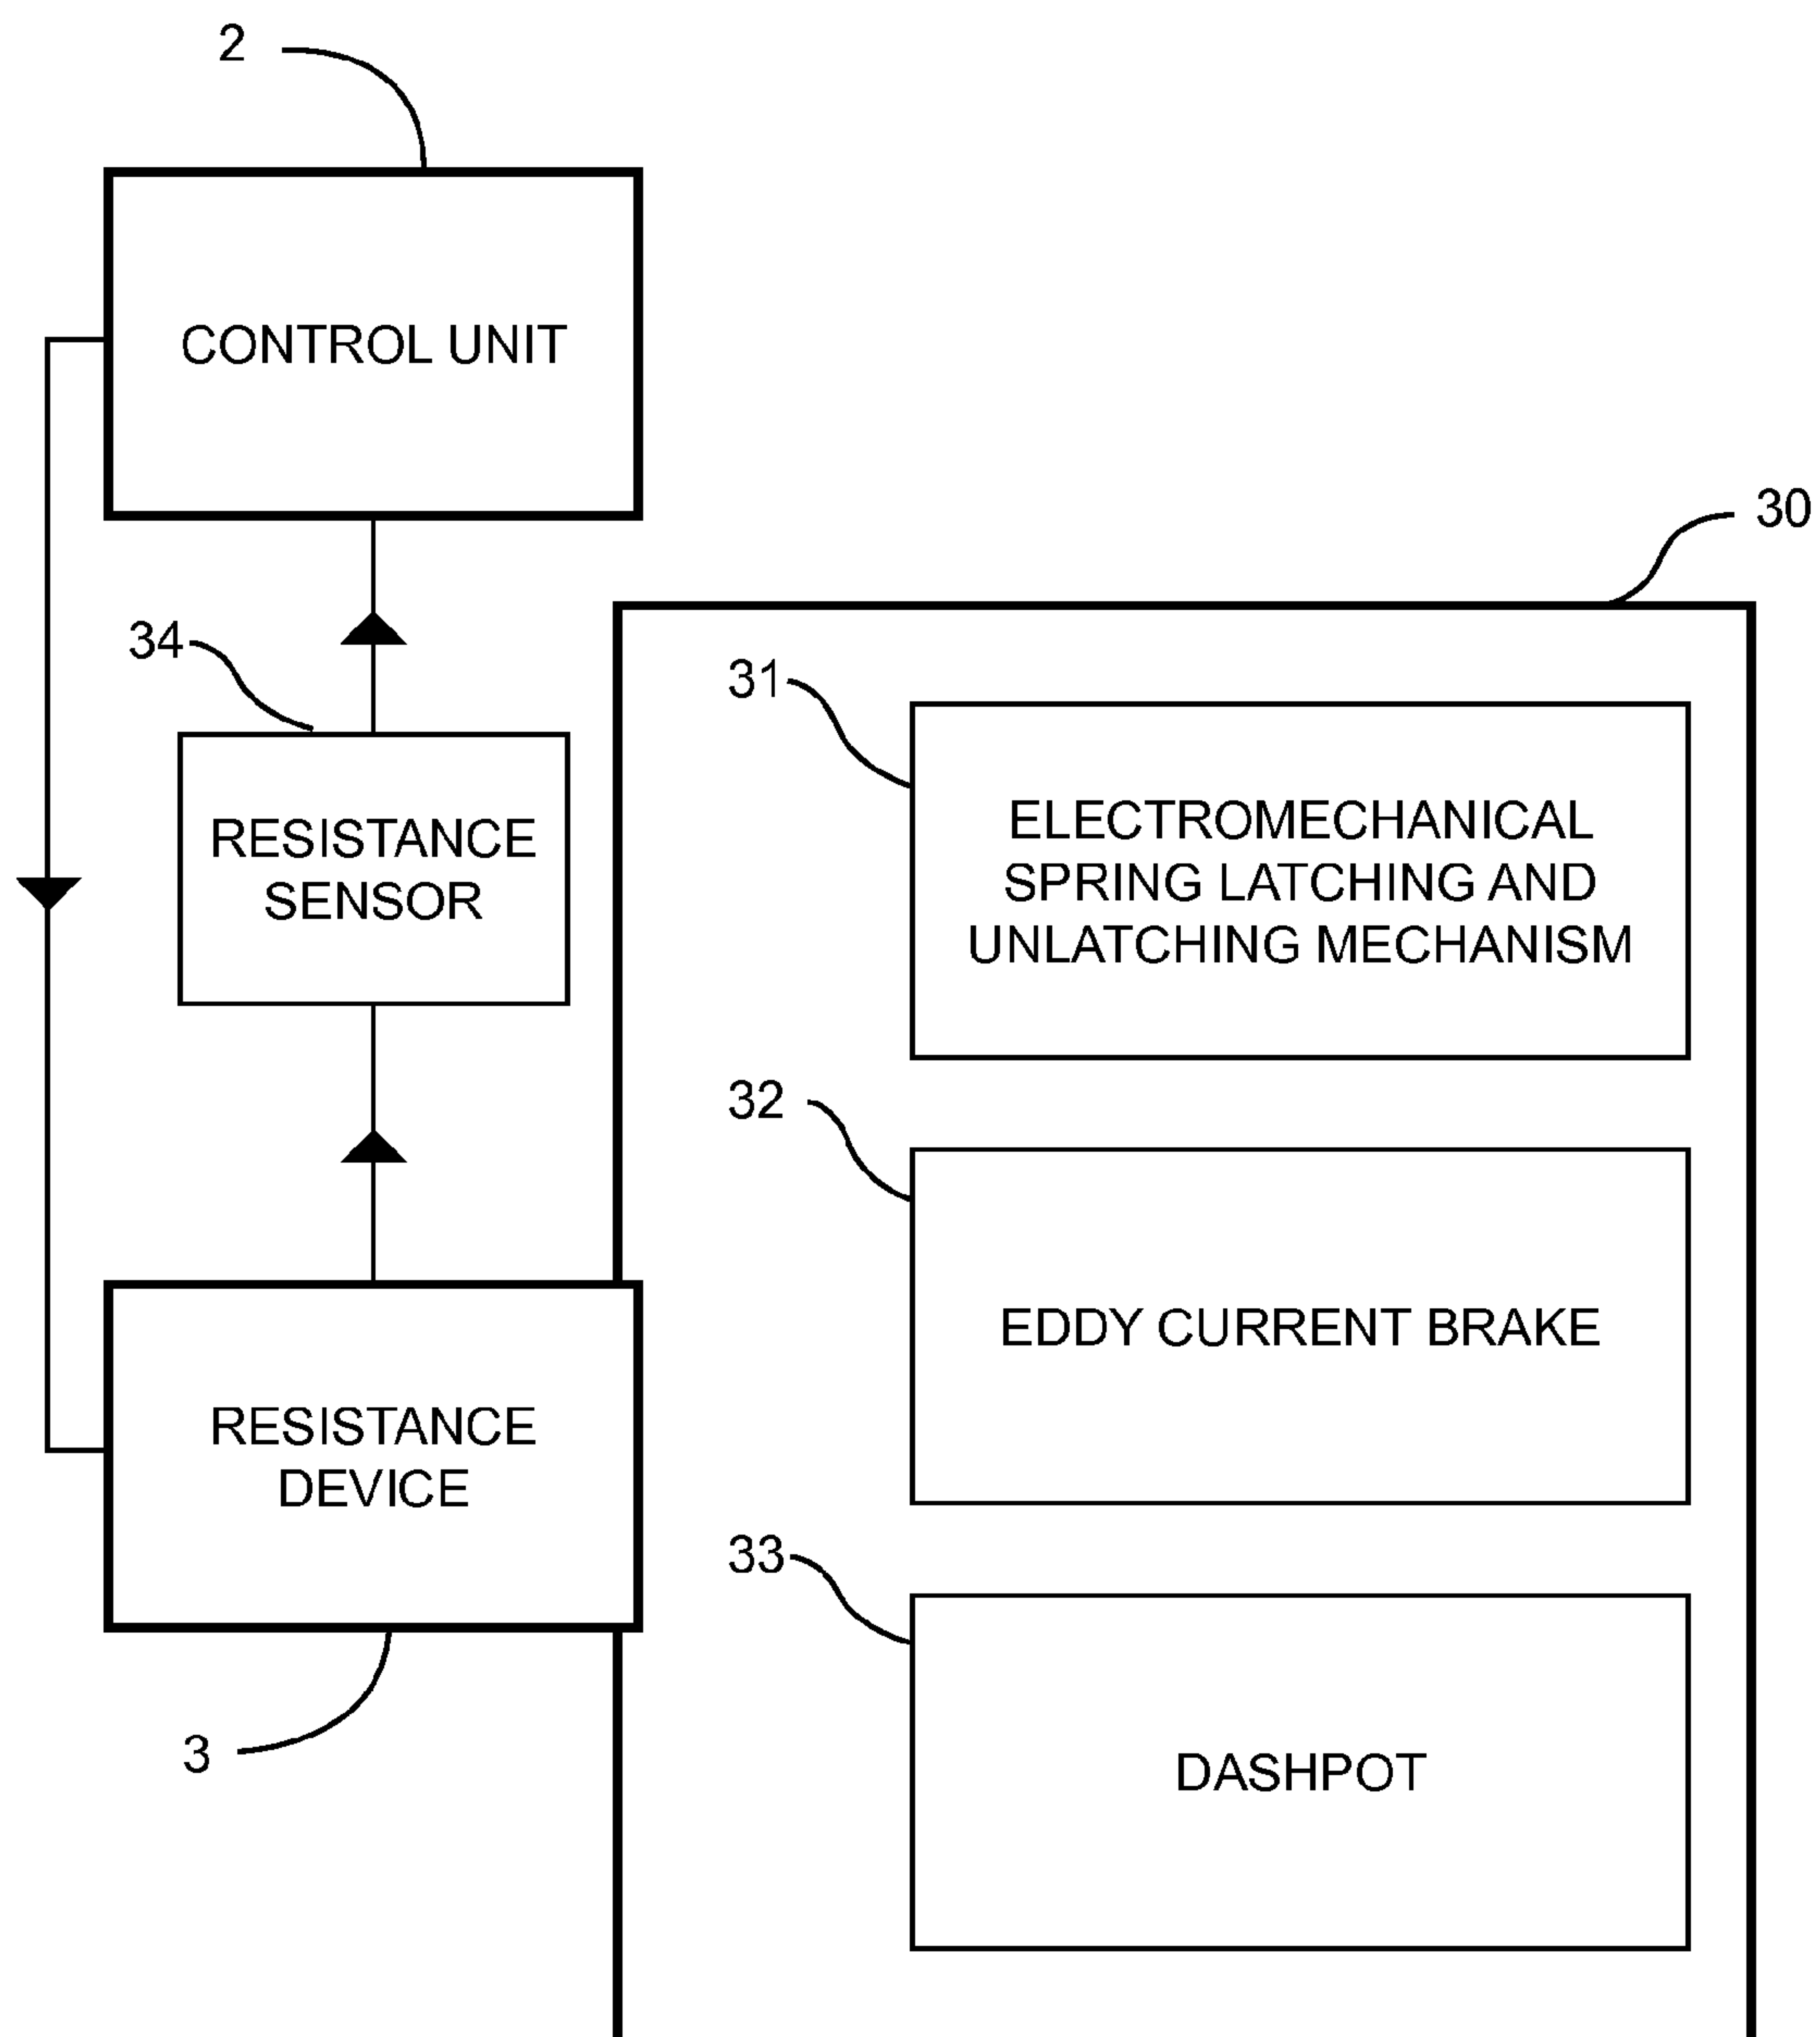 2
CONTROL UNIT
30
34
31
RESISTANCE
SENSOR
ELECTROMECHANICAL
SPRING LATCHING AND
UNLATCHING MECHANISM
32
EDDY CURRENT BRAKE
RESISTANCE
DEVICE
33
3
DASHPOT